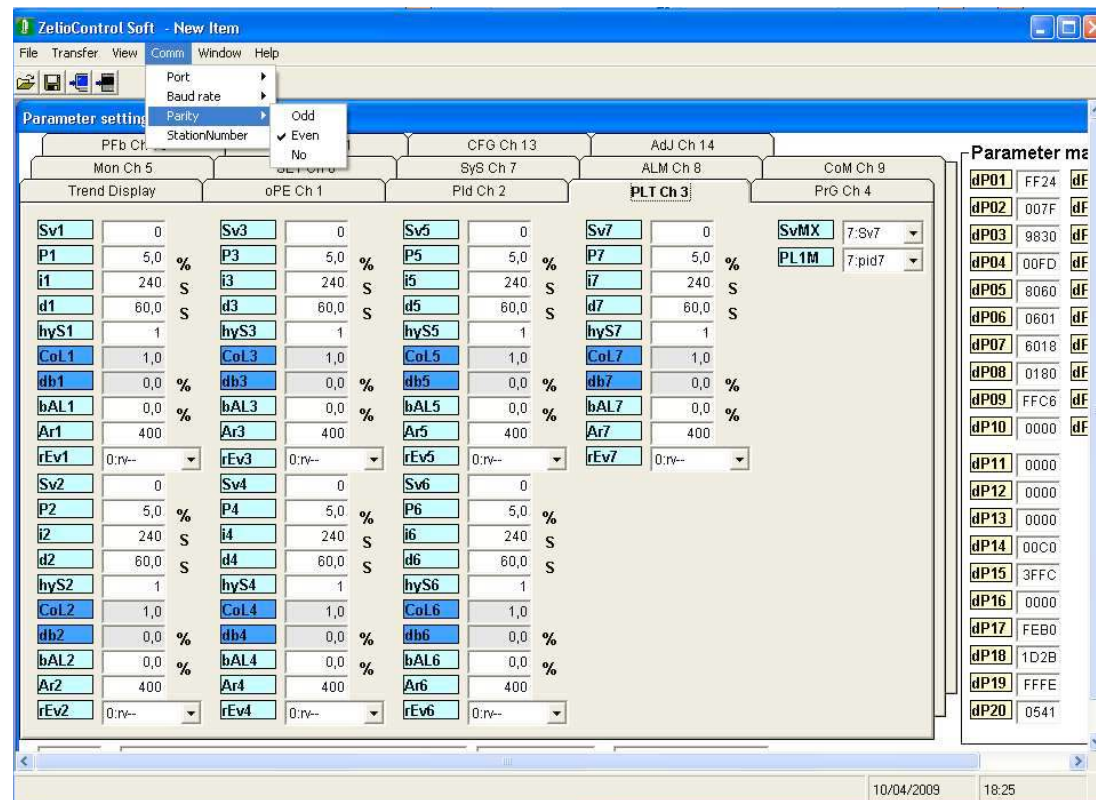 ZelioControl Soft - New Item
File Transfer View Comm Window Help
Port
Baud rate
Parity
StationNumber
Odd
Even
No
Parameter setting
PFb Ch CFG Ch 13 AdJ Ch 14
Mon Ch 5 SyS Ch 7 ALM Ch 8 CoM Ch 9
Trend Display oPE Ch 1 PId Ch 2 PLT Ch 3 PrG Ch 4
Sv1 0 Sv3 0 Sv5 0 Sv7 0 SvMX 7:Sv7
P1 5,0 % P3 5,0 % P5 5,0 % P7 5,0 % PL1M 7:pid7
i1 240 S i3 240 S i5 240 S i7 240 S
d1 60,0 S d3 60,0 S d5 60,0 S d7 60,0 S
hyS1 1 hyS3 1 hyS5 1 hyS7 1
CoL1 1,0 CoL3 1,0 CoL5 1,0 CoL7 1,0
db1 0,0 % db3 0,0 % db5 0,0 % db7 0,0 %
bAL1 0,0 % bAL3 0,0 % bAL5 0,0 % bAL7 0,0 %
Ar1 400 Ar3 400 Ar5 400 Ar7 400
rEv1 0:rv-- rEv3 0:rv-- rEv5 0:rv-- rEv7 0:rv--
Sv2 0 Sv4 0 Sv6 0
P2 5,0 % P4 5,0 % P6 5,0 %
i2 240 S i4 240 S i6 240 S
d2 60,0 S d4 60,0 S d6 60,0 S
hyS2 1 hyS4 1 hyS6 1
CoL2 1,0 CoL4 1,0 CoL6 1,0
db2 0,0 % db4 0,0 % db6 0,0 %
bAL2 0,0 % bAL4 0,0 % bAL6 0,0 %
Ar2 400 Ar4 400 Ar6 400
rEv2 0:rv-- rEv4 0:rv-- rEv6 0:rv--
Parameter ma
dP01 FF24 dF
dP02 007F dF
dP03 9830 dF
dP04 00FD dF
dP05 8060 dF
dP06 0601 dF
dP07 6018 dF
dP08 0180 dF
dP09 FFC6 dF
dP10 0000 dF
dP11 0000
dP12 0000
dP13 0000
dP14 00C0
dP15 3FFC
dP16 0000
dP17 FEB0
dP18 1D2B
dP19 FFFE
dP20 0541
10/04/2009 18:25